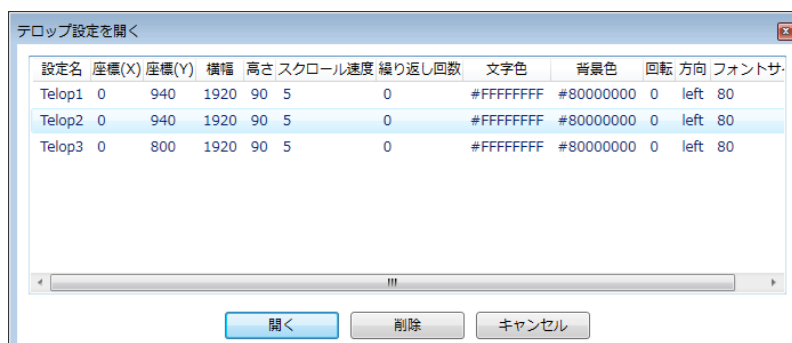 テロップ設定を開く
設定名 座標(X) 座標(Y) 横幅 高さ スクロール速度 繰り返し回数 文字色 背景色 回転 方向 フォントサ
Telop1 0 940 1920 90 5 0 #FFFFFFFF #80000000 0 left 80
Telop2 0 940 1920 90 5 0 #FFFFFFFF #80000000 0 left 80
Telop3 0 800 1920 90 5 0 #FFFFFFFF #80000000 0 left 80
開く 削除 キャンセル